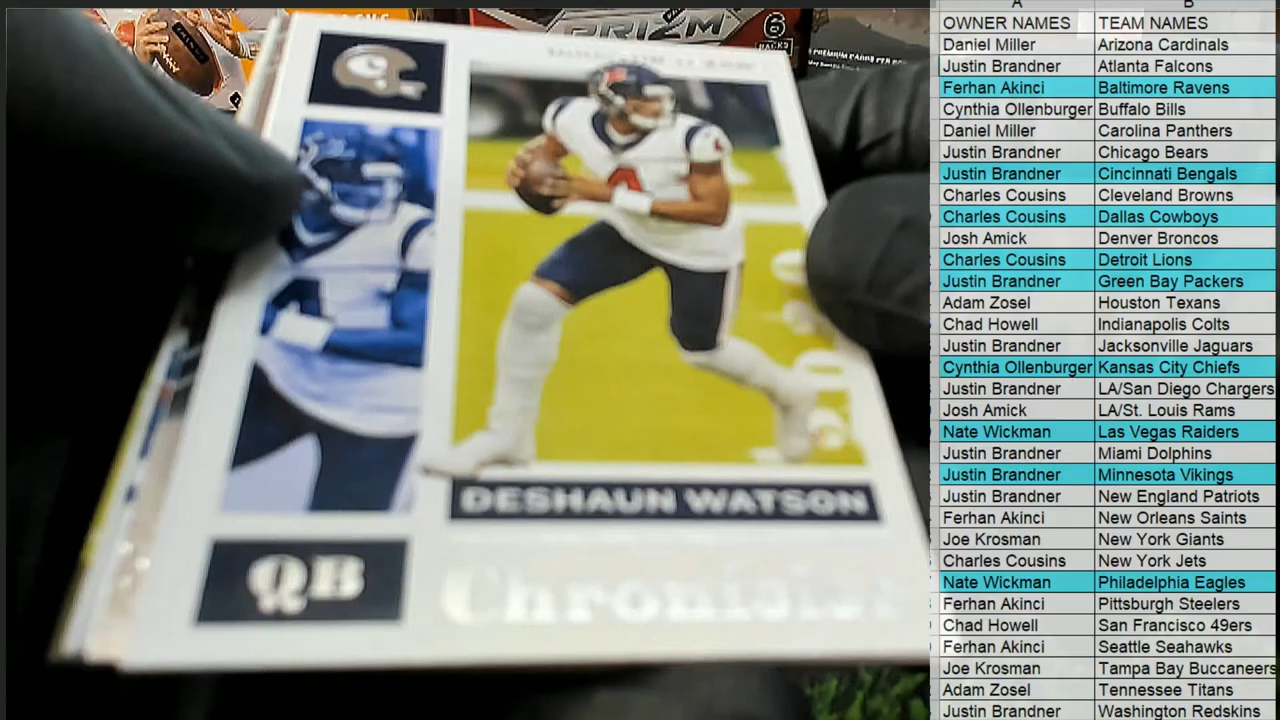 PRIZM
6
PACKS
DESHAUN WATSON
QB
Chronicles
A B
OWNER NAMES TEAM NAMES
Daniel Miller Arizona Cardinals
Justin Brandner Atlanta Falcons
Ferhan Akinci Baltimore Ravens
Cynthia Ollenburger Buffalo Bills
Daniel Miller Carolina Panthers
Justin Brandner Chicago Bears
Justin Brandner Cincinnati Bengals
Charles Cousins Cleveland Browns
Charles Cousins Dallas Cowboys
Josh Amick Denver Broncos
Charles Cousins Detroit Lions
Justin Brandner Green Bay Packers
Adam Zosel Houston Texans
Chad Howell Indianapolis Colts
Justin Brandner Jacksonville Jaguars
Cynthia Ollenburger Kansas City Chiefs
Justin Brandner LA/San Diego Chargers
Josh Amick LA/St. Louis Rams
Nate Wickman Las Vegas Raiders
Justin Brandner Miami Dolphins
Justin Brandner Minnesota Vikings
Justin Brandner New England Patriots
Ferhan Akinci New Orleans Saints
Joe Krosman New York Giants
Charles Cousins New York Jets
Nate Wickman Philadelphia Eagles
Ferhan Akinci Pittsburgh Steelers
Chad Howell San Francisco 49ers
Ferhan Akinci Seattle Seahawks
Joe Krosman Tampa Bay Buccaneers
Adam Zosel Tennessee Titans
Justin Brandner Washington Redskins